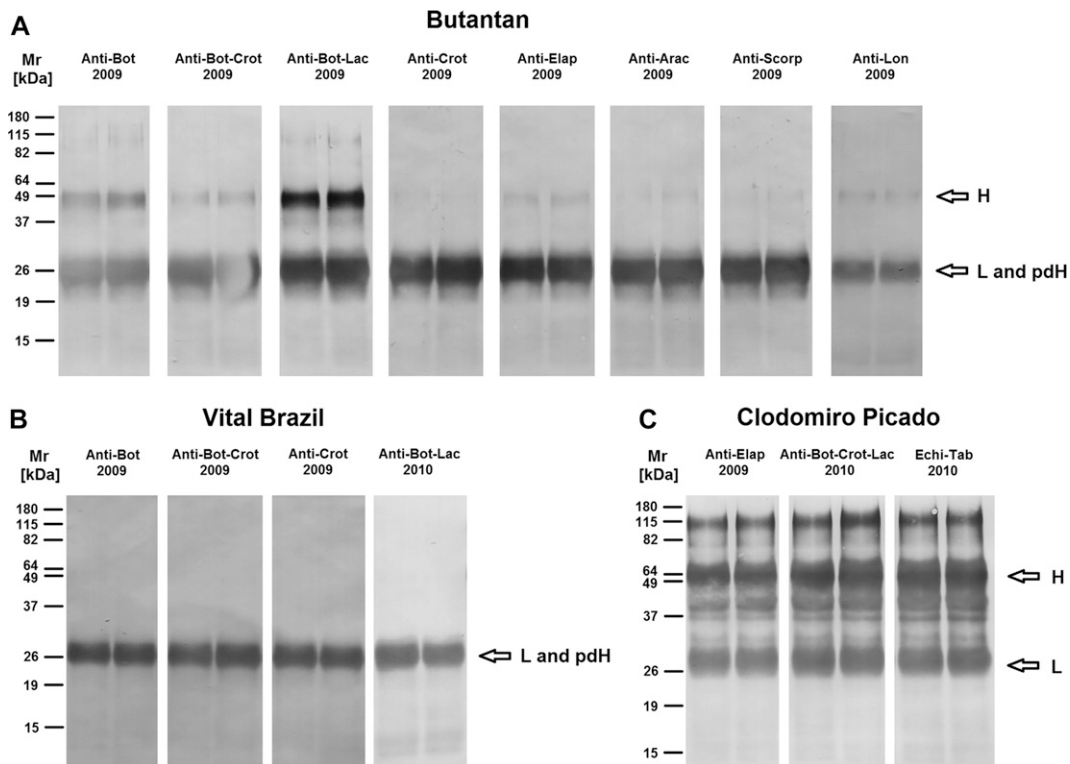 A
Butantan
Mr
[kDa]
Anti-Bot
2009
Anti-Bot-Crot
2009
Anti-Bot-Lac
2009
Anti-Crot
2009
Anti-Elap
2009
Anti-Arac
2009
Anti-Scorp
2009
Anti-Lon
2009
180
115
82
64
49
37
26
19
15
H
L and pdH
B
Vital Brazil
Mr
[kDa]
Anti-Bot
2009
Anti-Bot-Crot
2009
Anti-Crot
2009
Anti-Bot-Lac
2010
180
115
82
64
49
37
26
19
15
L and pdH
C
Clodomiro Picado
Mr
[kDa]
Anti-Elap
2009
Anti-Bot-Crot-Lac
2010
Echi-Tab
2010
180
115
82
64
49
37
26
19
15
H
L